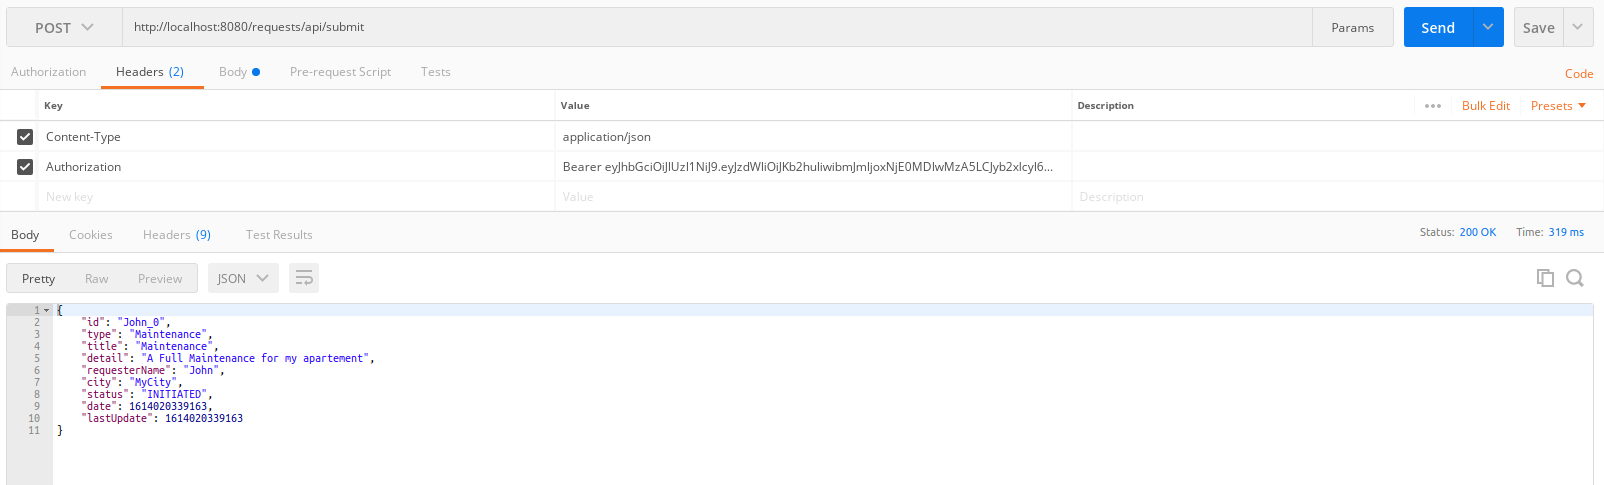 POST http://localhost:8080/requests/api/submit Params Send Save
Authorization Headers (2) Body Pre-request Script Tests Code
Key Value Description Bulk Edit Presets
Content-Type application/json
Authorization Bearer eyJhbGciOiJIUzI1NiJ9.eyJzdWIiOiJKb2huIiwibmJmIjoxNjE0MDIwMzA5LCJyb2xlcyI6...
New key Value Description
Body Cookies Headers (9) Test Results Status: 200 OK Time: 319 ms
Pretty Raw Preview JSON
1 {
2 "id": "John_0",
3 "type": "Maintenance",
4 "title": "Maintenance",
5 "detail": "A Full Maintenance for my apartement",
6 "requesterName": "John",
7 "city": "MyCity",
8 "status": "INITIATED",
9 "date": 1614020339163,
10 "lastUpdate": 1614020339163
11 }